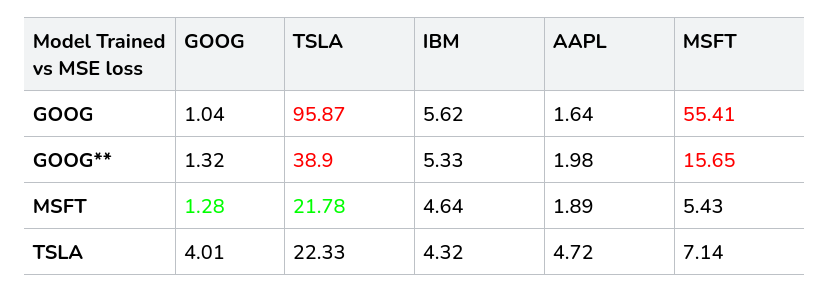 Model Trained vs MSE loss GOOG TSLA IBM AAPL MSFT
GOOG 1.04 95.87 5.62 1.64 55.41
GOOG** 1.32 38.9 5.33 1.98 15.65
MSFT 1.28 21.78 4.64 1.89 5.43
TSLA 4.01 22.33 4.32 4.72 7.14